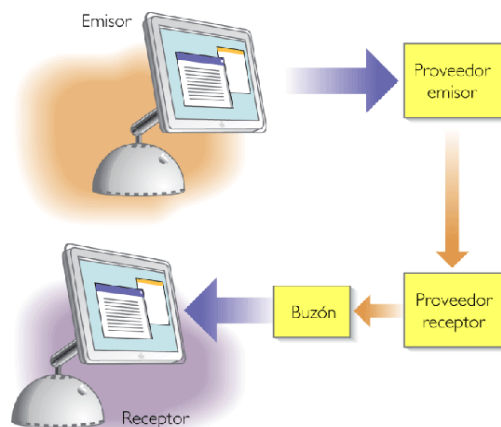 Emisor
Proveedor
emisor
Proveedor
receptor
Buzón
Receptor